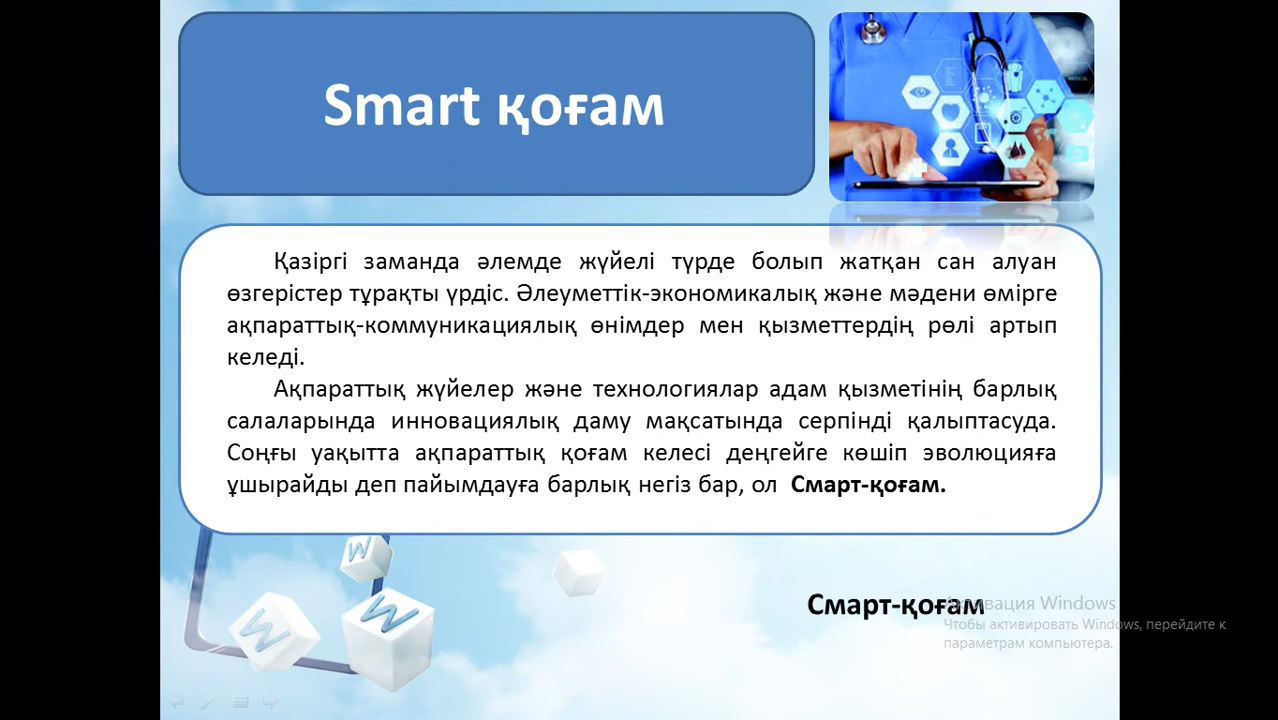 Smart қоғам
Қазіргі заманда әлемде жүйелі түрде болып жатқан сан алуан
өзгерістер тұрақты үрдіс. Әлеуметтік-экономикалық және мәдени өмірге
ақпараттық-коммуникациялық өнімдер мен қызметтердің рөлі артып
келеді.
Ақпараттық жүйелер және технологиялар адам қызметінің барлық
салаларында инновациялық даму мақсатында серпінді қалыптасуда.
Соңғы уақытта ақпараттық қоғам келесі деңгейге көшіп эволюцияға
ұшырайды деп пайымдауға барлық негіз бар, ол Смарт-қоғам.
W
W
W
Смарт-қоғам
Активация Windows
Чтобы активировать Windows, перейдите к
параметрам компьютера.